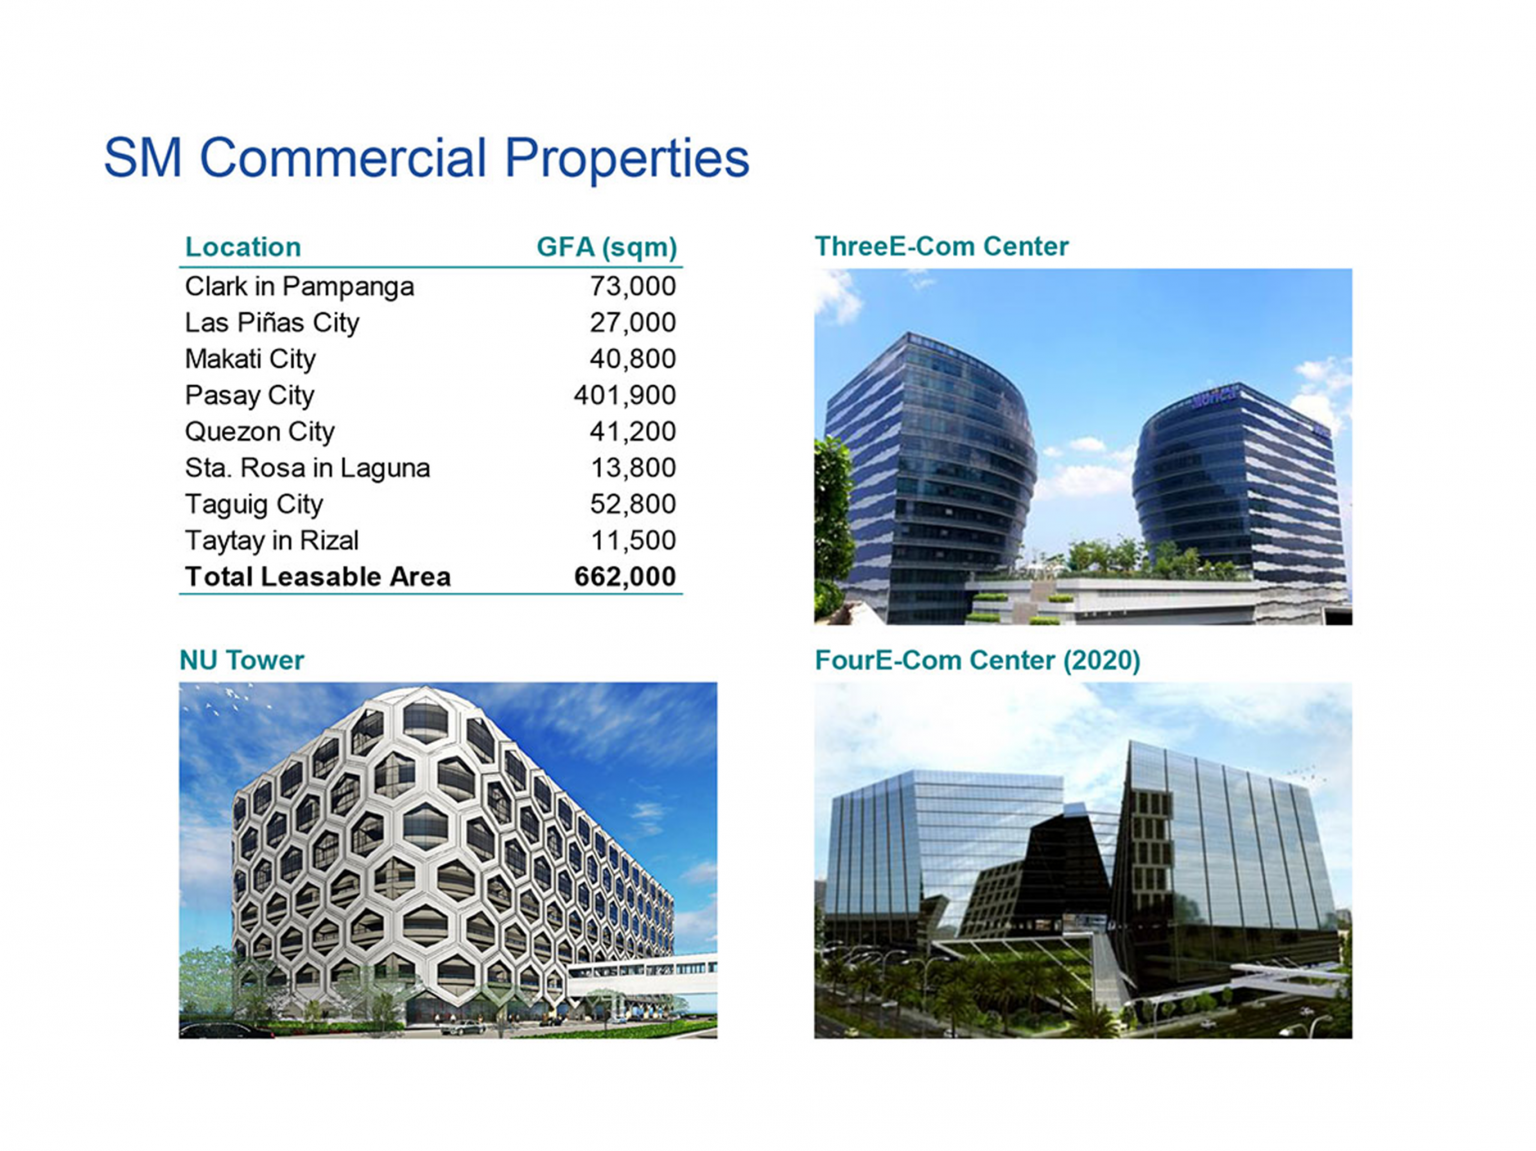 SM Commercial Properties
Location GFA (sqm)
Clark in Pampanga 73,000
Las Piñas City 27,000
Makati City 40,800
Pasay City 401,900
Quezon City 41,200
Sta. Rosa in Laguna 13,800
Taguig City 52,800
Taytay in Rizal 11,500
Total Leasable Area 662,000
ThreeE-Com Center
NU Tower
FourE-Com Center (2020)